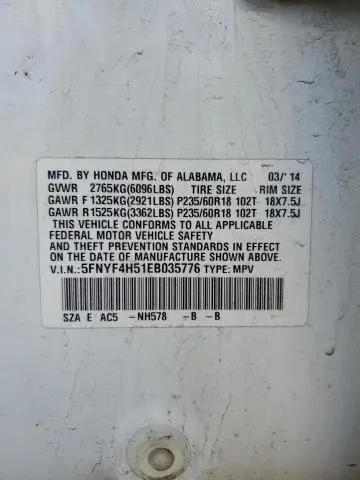 MFD. BY HONDA MFG. OF ALABAMA, LLC 03/'14
GVWR 2765KG(6096LBS) TIRE SIZE RIM SIZE
GAWR F 1325KG(2921LBS) P235/60R18 102T 18X7.5J
GAWR R1525KG(3362LBS) P235/60R18 102T 18X7.5J
THIS VEHICLE CONFORMS TO ALL APPLICABLE
FEDERAL MOTOR VEHICLE SAFETY
AND THEFT PREVENTION STANDARDS IN EFFECT
ON THE DATE OF MANUFACTURE SHOWN ABOVE.
V.I.N.:5FNYF4H51EB035776 TYPE: MPV
SZA E AC5 -NH578 -B -B